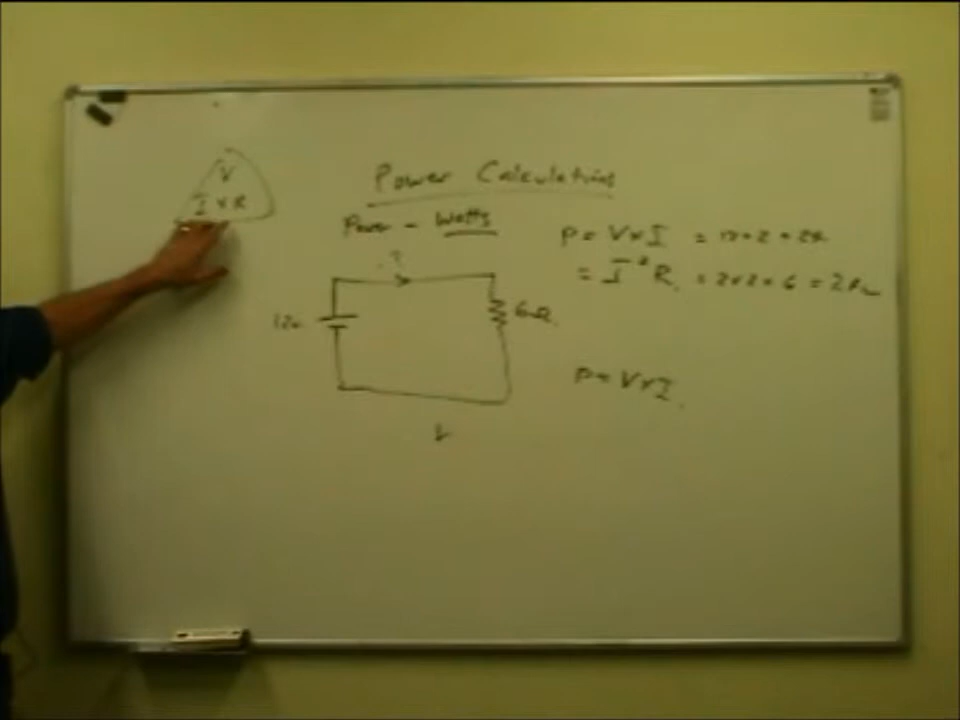 V
I × R
Power Calculations
Power - Watts
P = V × I = 12 × 2 = 24
= I² R = 2 × 2 × 6 = 24
?
12v
6Ω
P = V × I